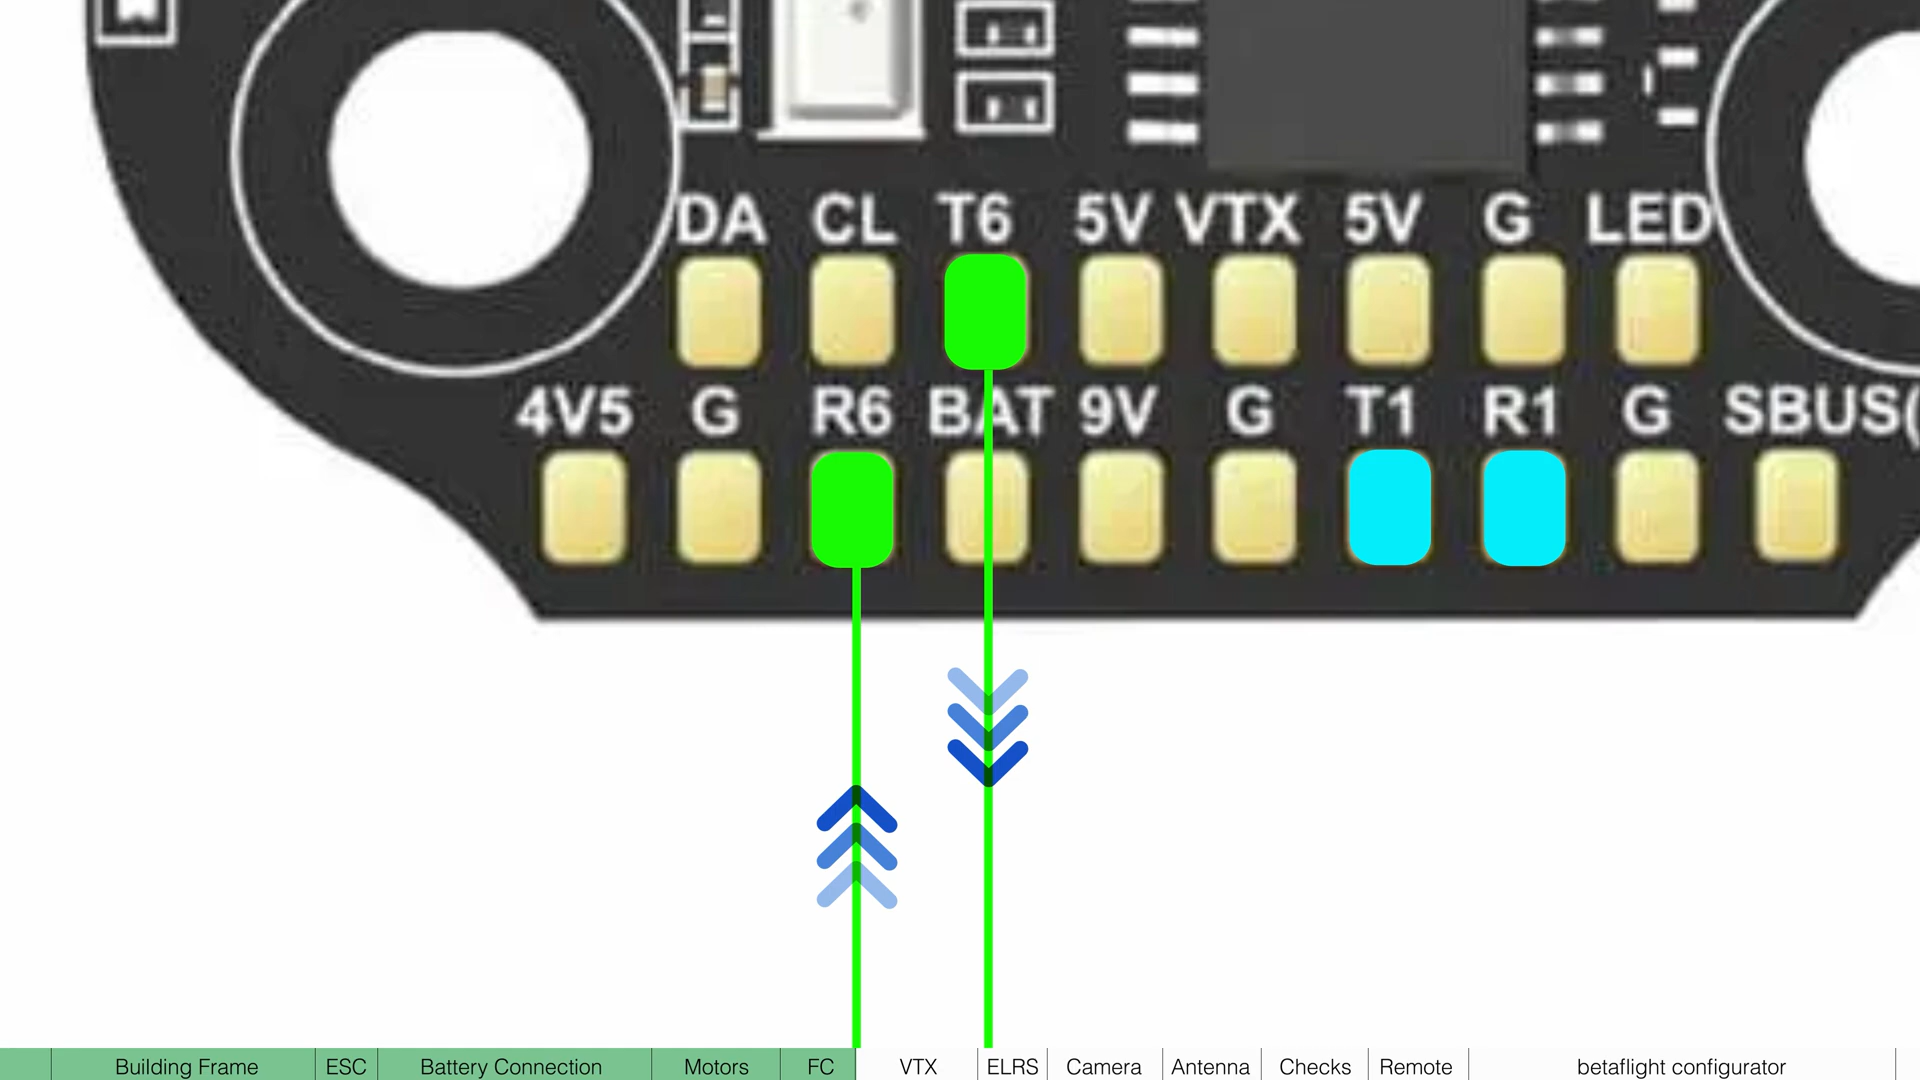 DA CL T6 5V VTX 5V G LED
4V5 G R6 BAT 9V G T1 R1 G SBUS(
Building Frame ESC Battery Connection Motors FC VTX ELRS Camera Antenna Checks Remote betaflight configurator